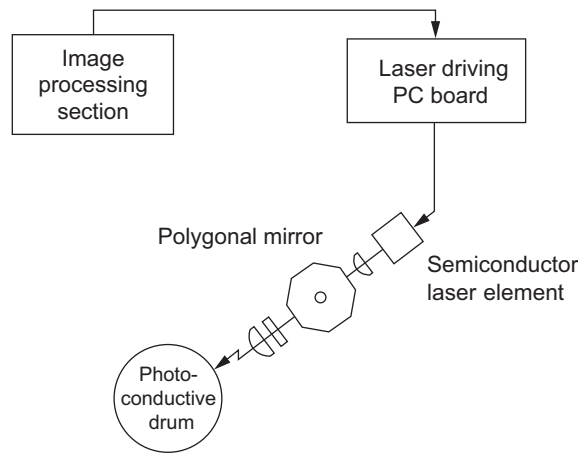 Image
processing
section
Laser driving
PC board
Polygonal mirror
Semiconductor
laser element
Photo-
conductive
drum